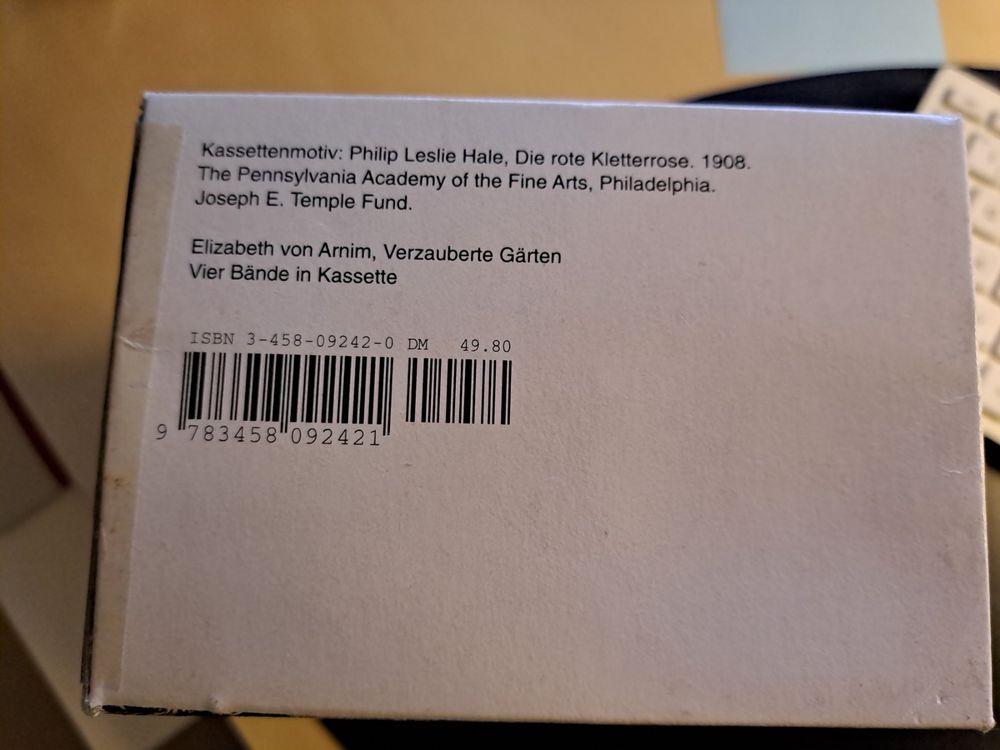 Kassettenmotiv: Philip Leslie Hale, Die rote Kletterrose. 1908.
The Pennsylvania Academy of the Fine Arts, Philadelphia.
Joseph E. Temple Fund.
Elizabeth von Arnim, Verzauberte Gärten
Vier Bände in Kassette
ISBN 3-458-09242-0 DM 49.80
9 783458 092421